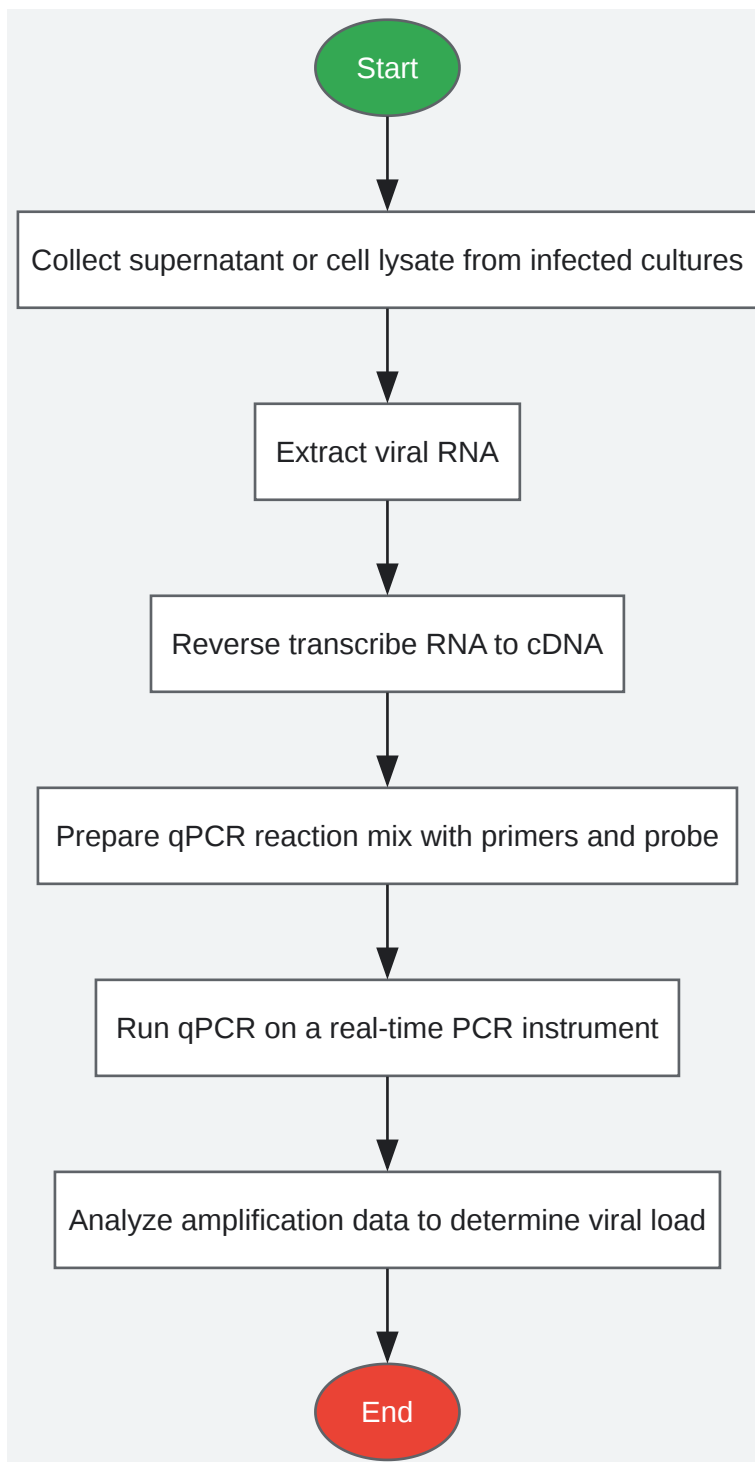 Start
Collect supernatant or cell lysate from infected cultures
Extract viral RNA
Reverse transcribe RNA to cDNA
Prepare qPCR reaction mix with primers and probe
Run qPCR on a real-time PCR instrument
Analyze amplification data to determine viral load
End